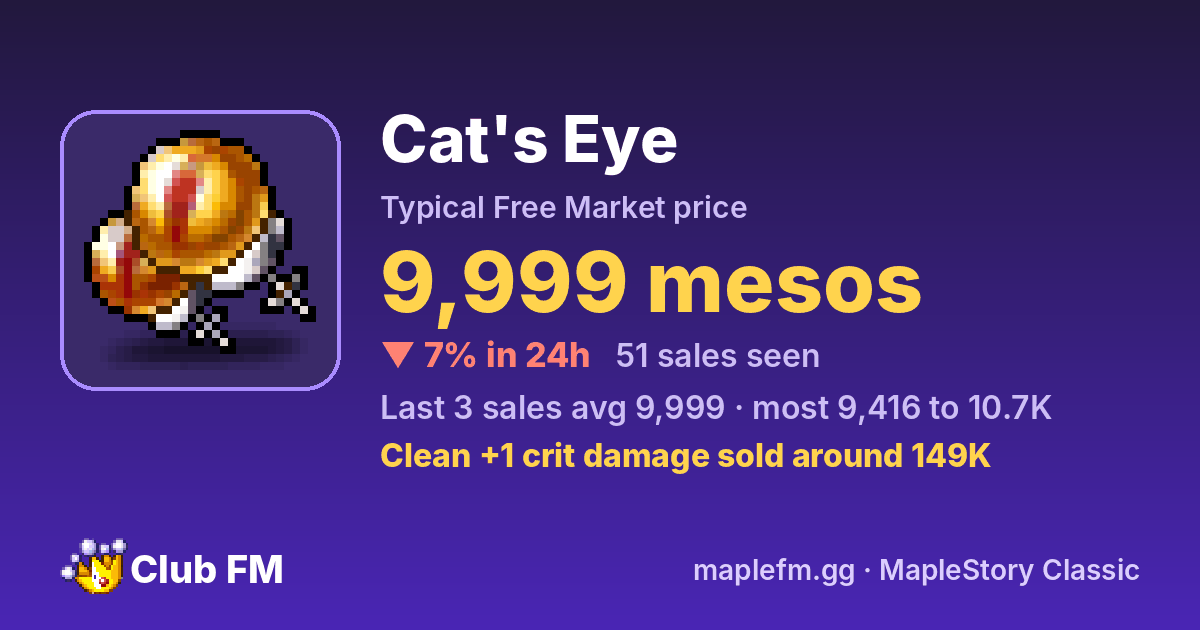 Cat's Eye
Typical Free Market price
9,999 mesos
▼ 7% in 24h 51 sales seen
Last 3 sales avg 9,999 · most 9,416 to 10.7K
Clean +1 crit damage sold around 149K
Club FM
maplefm.gg · MapleStory Classic